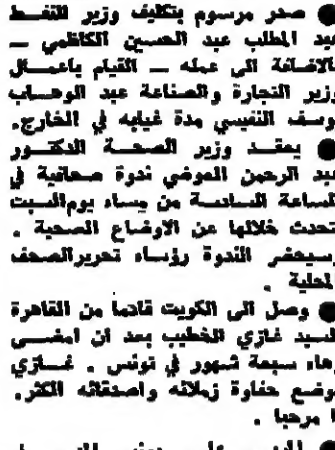 ● صدر مرسوم بتكليف وزير النفط
عبد المطلب عبد الحسين الكاظمي ـ
بالاضافة الى عمله ـ القيام باعمال
وزير التجارة والصناعة عبد الوهاب
يوسف النفيسي مدة غيابه في الخارج.
● يعقد وزير الصحة الدكتور
عبد الرحمن العوضي ندوة صحافية في
الساعة السادسة من مساء يوم السبت
يتحدث خلالها عن الاوضاع الصحية .
وسيحضر الندوة رؤساء تحرير الصحف
المحلية .
● وصل الى الكويت قادما من القاهرة
السيد غازي الخطيب بعد ان امضى
زهاء سبعة شهور في تونس . غازي
موضع حفاوة زملائه واصدقائه الكثر.
يا مرحبا .